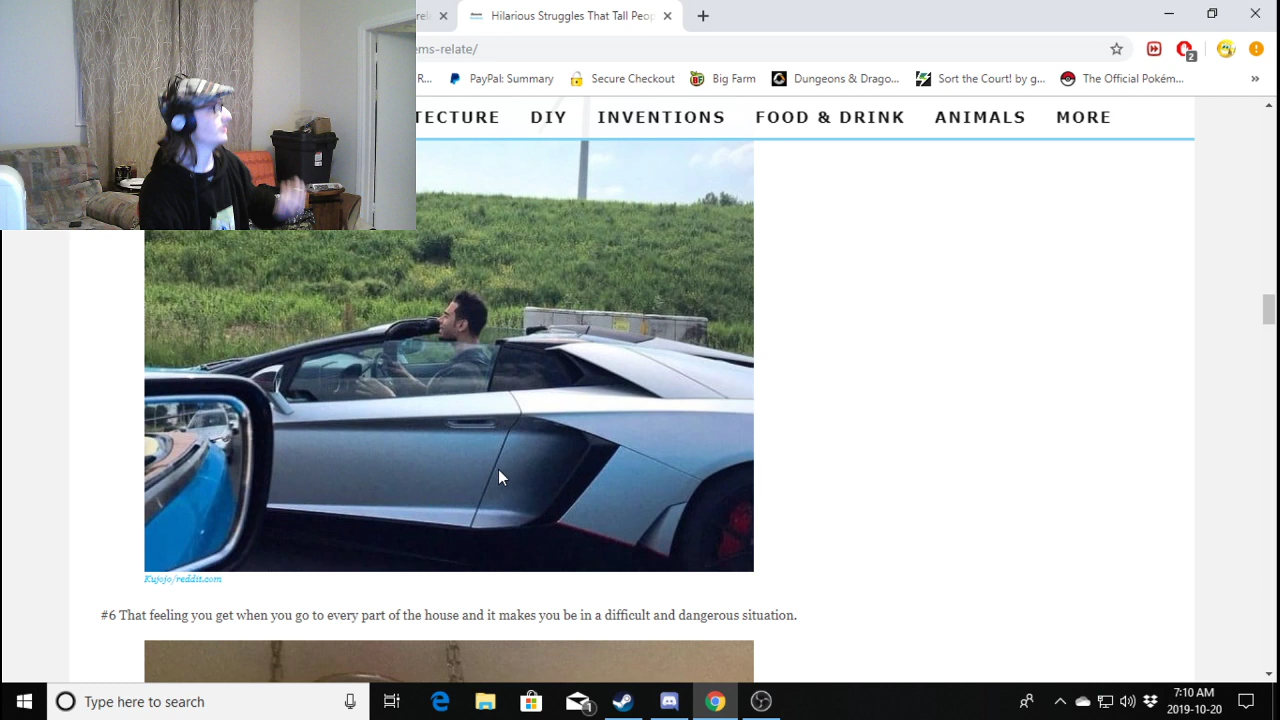 Hilarious Struggles That Tall Peop
ems-relate/
R...
PayPal: Summary
Secure Checkout
Big Farm
Dungeons & Drago...
Sort the Court! by g...
The Official Pokém...
2
TECTURE
DIY
INVENTIONS
FOOD & DRINK
ANIMALS
MORE
Kujojo/reddit.com
#6 That feeling you get when you go to every part of the house and it makes you be in a difficult and dangerous situation.
Type here to search
1
7:10 AM
2019-10-20